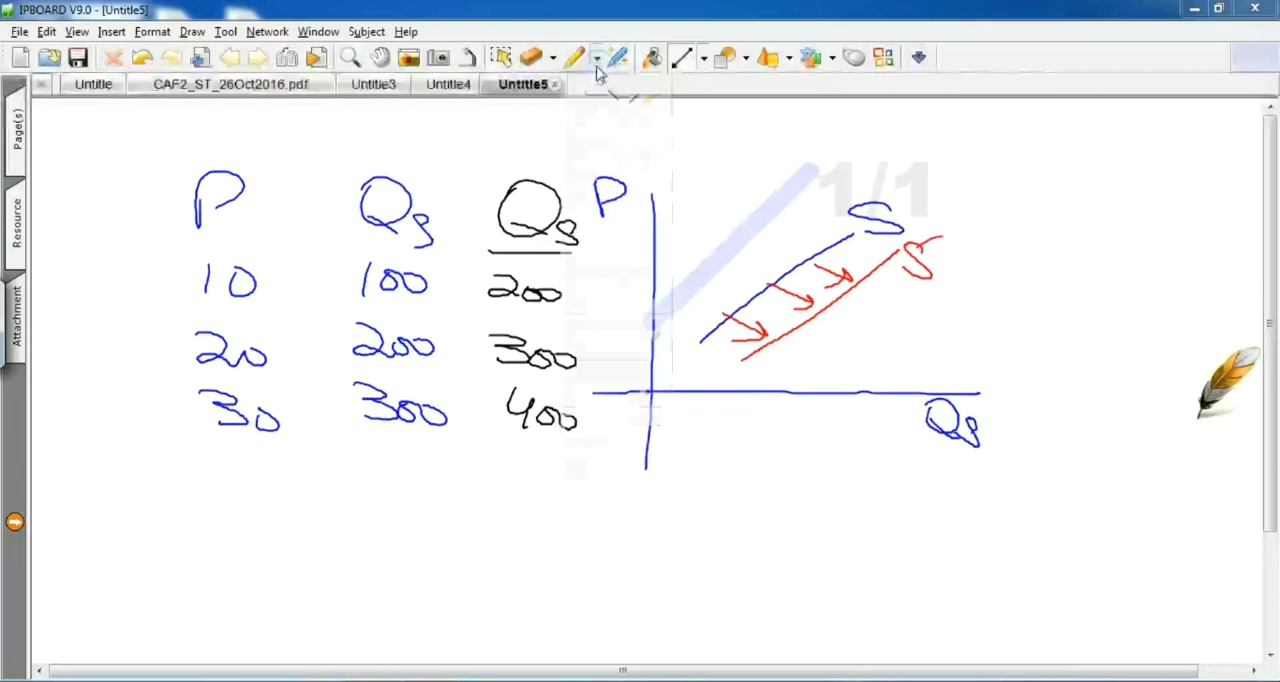 IPBOARD V9.0 - [Untitle5]
File Edit View Insert Format Draw Tool Network Window Subject Help
Untitle CAF2_ST_26Oct2016.pdf Untitle3 Untitle4 Untitle5
Page(s)
Resource
Attachment
1/1
P Qs Qs
10 100 200
20 200 300
30 300 400
P
S
S
Qs